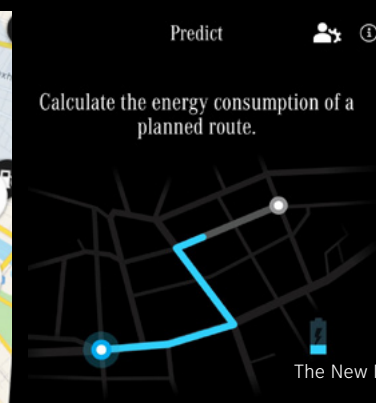 Predict
Calculate the energy consumption of a
planned route.
The New